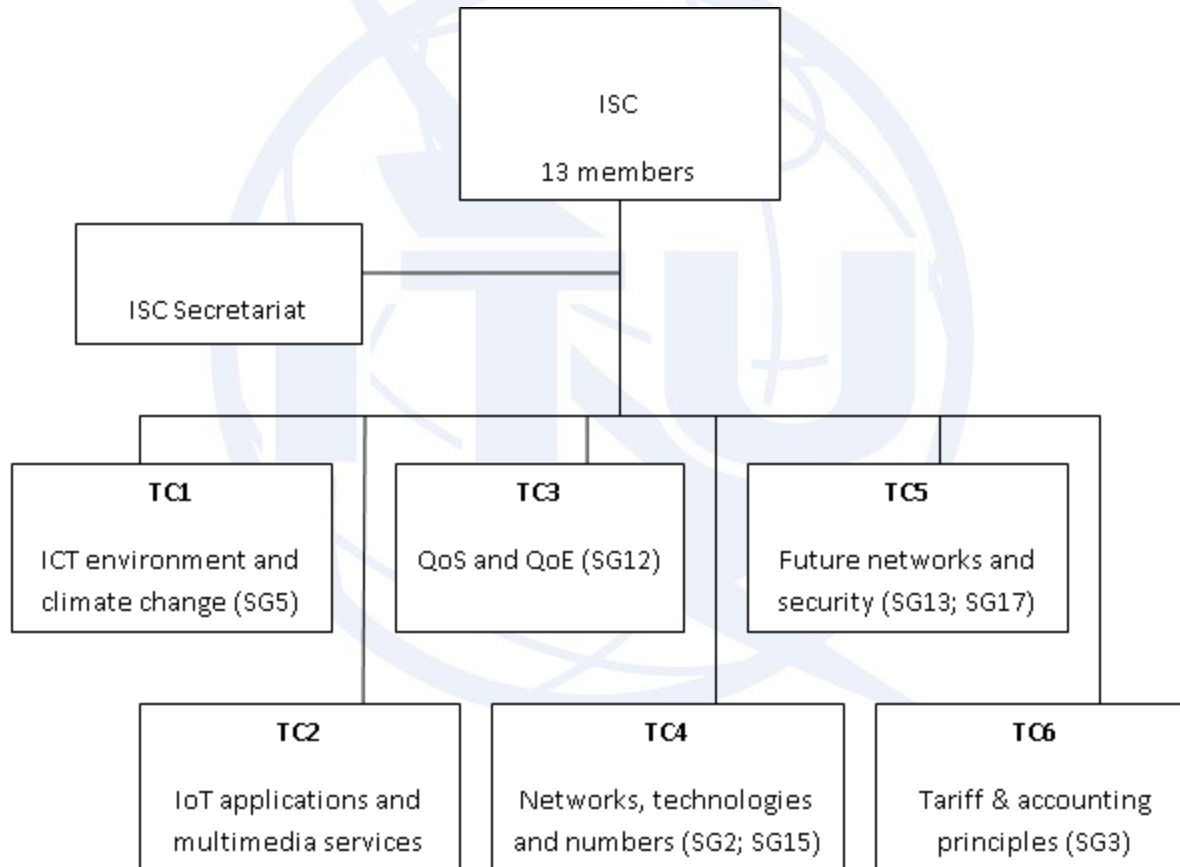 ISC
13 members
ISC Secretariat
TC1
ICT environment and
climate change (SG5)
TC3
QoS and QoE (SG12)
TC5
Future networks and
security (SG13; SG17)
TC2
IoT applications and
multimedia services
TC4
Networks, technologies
and numbers (SG2; SG15)
TC6
Tariff & accounting
principles (SG3)
ITU